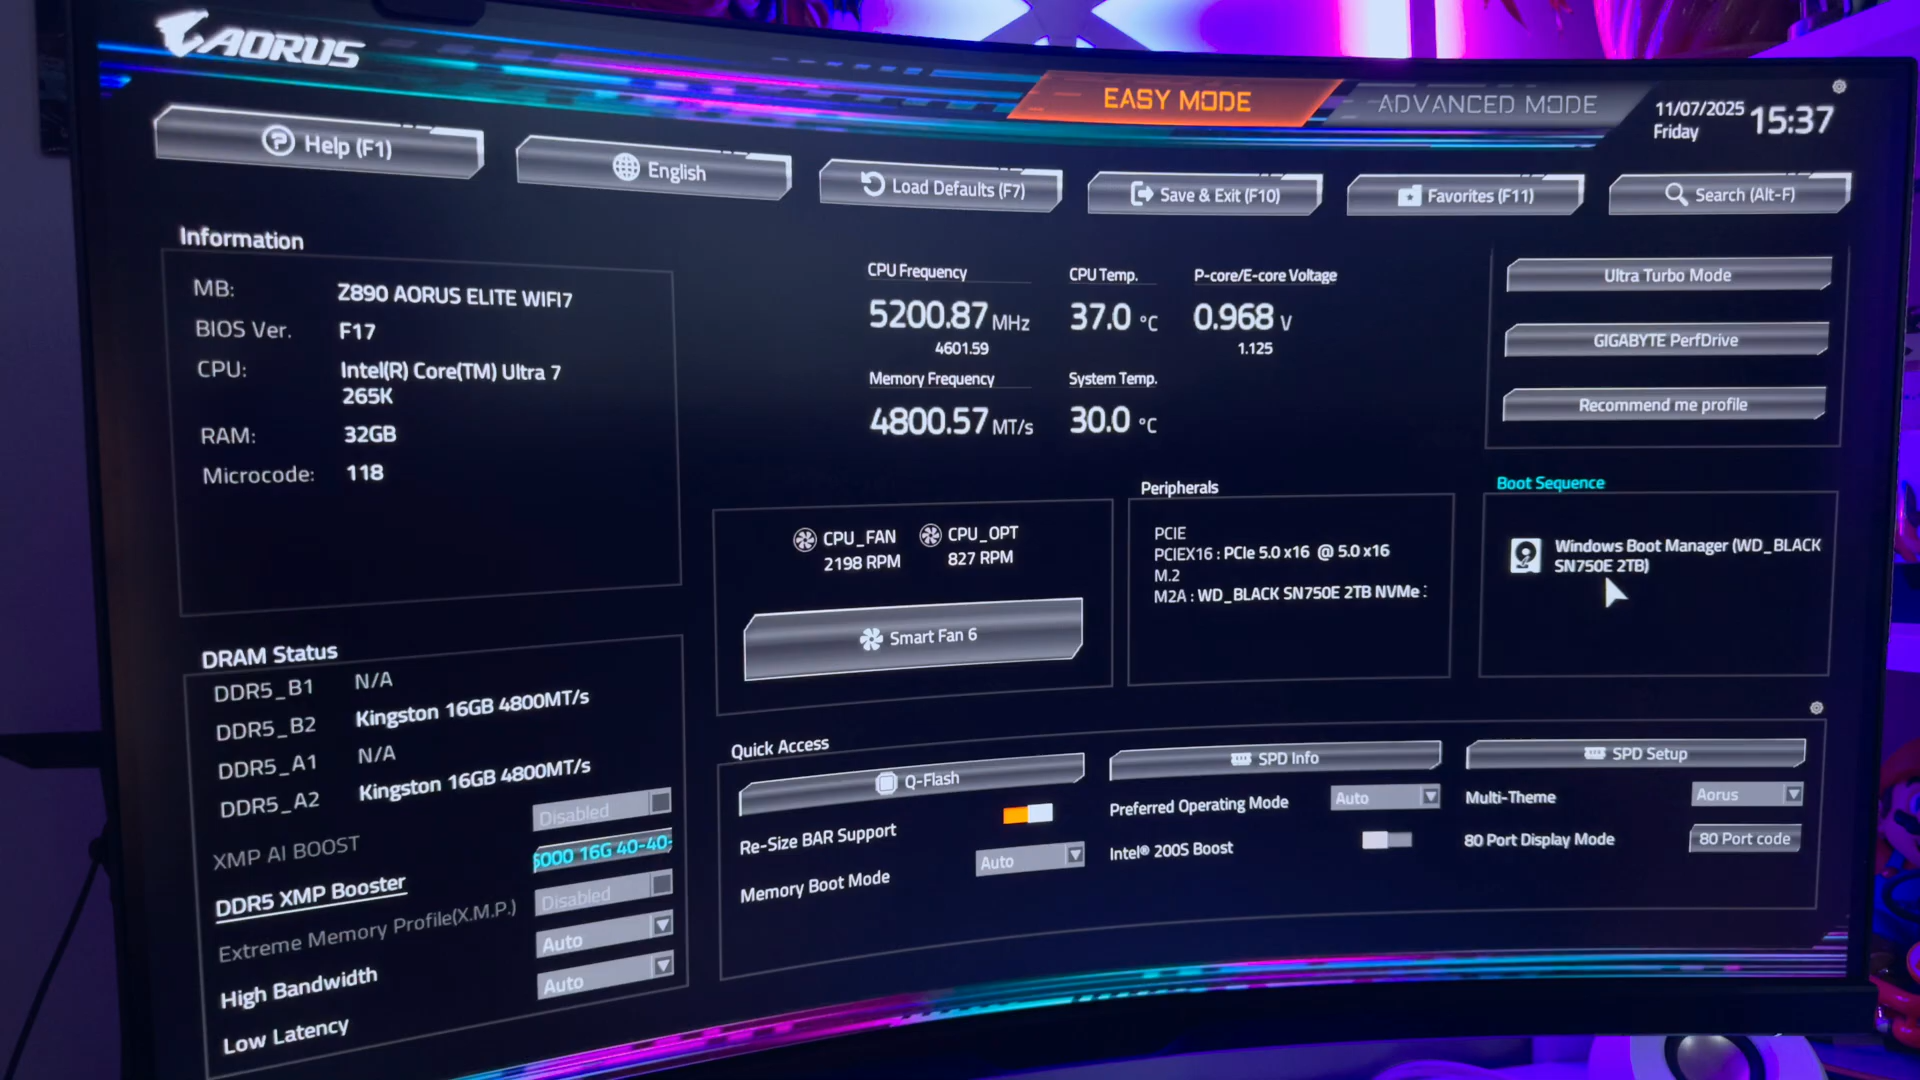 AORUS
EASY MODE
ADVANCED MODE
11/07/2025
Friday
15:37
Help (F1)
English
Load Defaults (F7)
Save & Exit (F10)
Favorites (F11)
Search (Alt-F)
Information
MB: Z890 AORUS ELITE WIFI7
BIOS Ver. F17
CPU: Intel(R) Core(TM) Ultra 7
265K
RAM: 32GB
Microcode: 118
CPU Frequency
5200.87 MHz
4601.59
CPU Temp.
37.0 °C
P-core/E-core Voltage
0.968 V
1.125
Memory Frequency
4800.57 MT/s
System Temp.
30.0 °C
Ultra Turbo Mode
GIGABYTE PerfDrive
Recommend me profile
CPU_FAN
2198 RPM
CPU_OPT
827 RPM
Smart Fan 6
Peripherals
PCIE
PCIEX16 : PCIe 5.0 x16 @ 5.0 x16
M.2
M2A : WD_BLACK SN750E 2TB NVMe
Boot Sequence
Windows Boot Manager (WD_BLACK
SN750E 2TB)
DRAM Status
DDR5_B1 N/A
DDR5_B2 Kingston 16GB 4800MT/s
DDR5_A1 N/A
DDR5_A2 Kingston 16GB 4800MT/s
XMP AI BOOST Disabled
DDR5 XMP Booster 16G 40-40-
Extreme Memory Profile(X.M.P.) Disabled
High Bandwidth Auto
Low Latency Auto
Quick Access
Q-Flash
SPD Info
SPD Setup
Re-Size BAR Support
Memory Boot Mode Auto
Preferred Operating Mode Auto
Intel® 200S Boost
Multi-Theme Aorus
80 Port Display Mode 80 Port code